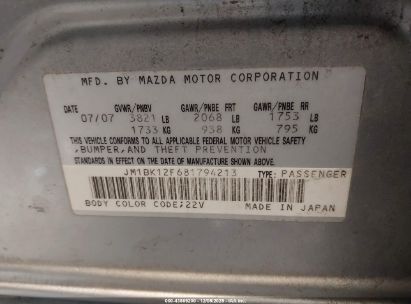 MFD. BY MAZDA MOTOR CORPORATION
DATE GVWR/PNBV GAWR/PNBE FRT GAWR/PNBE RR
07/07 3821 LB 2068 LB 1753 LB
1733 KG 938 KG 795 KG
THIS VEHICLE CONFORMS TO ALL APPLICABLE FEDERAL MOTOR VEHICLE SAFETY
,BUMPER,AND THEFT PREVENTION
STANDARDS IN EFFECT ON THE DATE OF MANUFACTURE SHOWN ABOVE.
JM1BK12F681794213 TYPE: PASSENGER
BODY COLOR CODE;22V MADE IN JAPAN